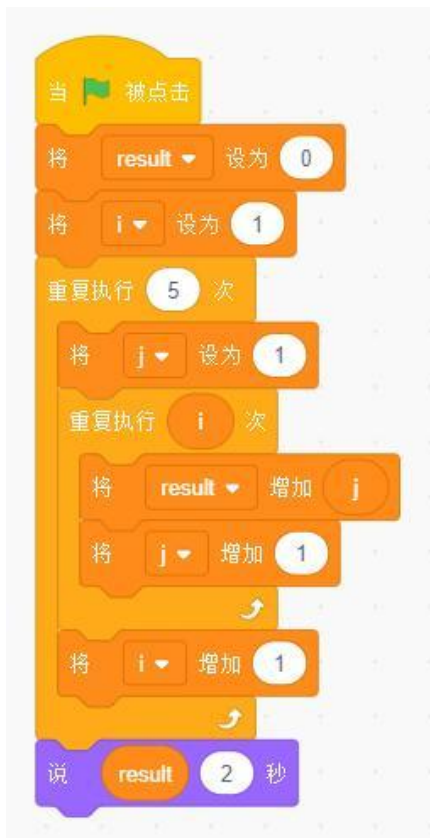 当 被点击
将 result 设为 0
将 i 设为 1
重复执行 5 次
将 j 设为 1
重复执行 i 次
将 result 增加 j
将 j 增加 1
将 i 增加 1
说 result 2 秒